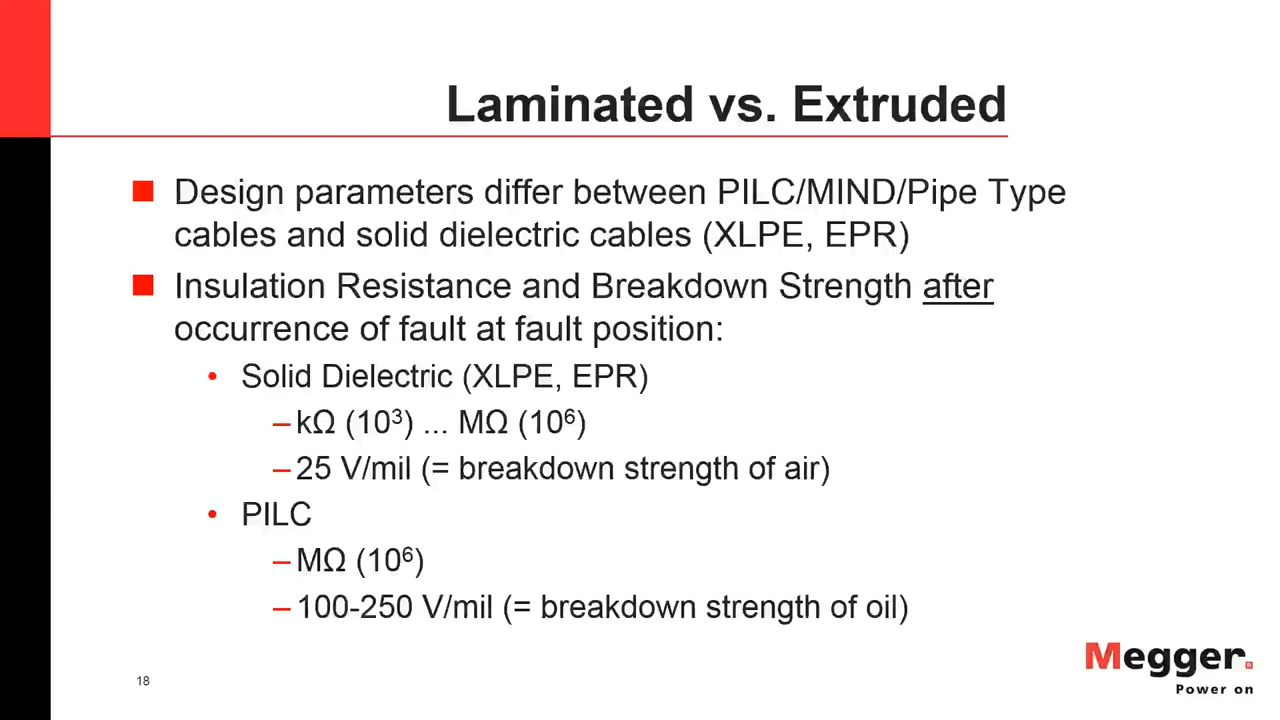 Laminated vs. Extruded
Design parameters differ between PILC/MIND/Pipe Type
cables and solid dielectric cables (XLPE, EPR)
Insulation Resistance and Breakdown Strength after
occurrence of fault at fault position:
• Solid Dielectric (XLPE, EPR)
– kΩ (10³) ... MΩ (10⁶)
– 25 V/mil (= breakdown strength of air)
• PILC
– MΩ (10⁶)
– 100-250 V/mil (= breakdown strength of oil)
Megger.
Power on
18